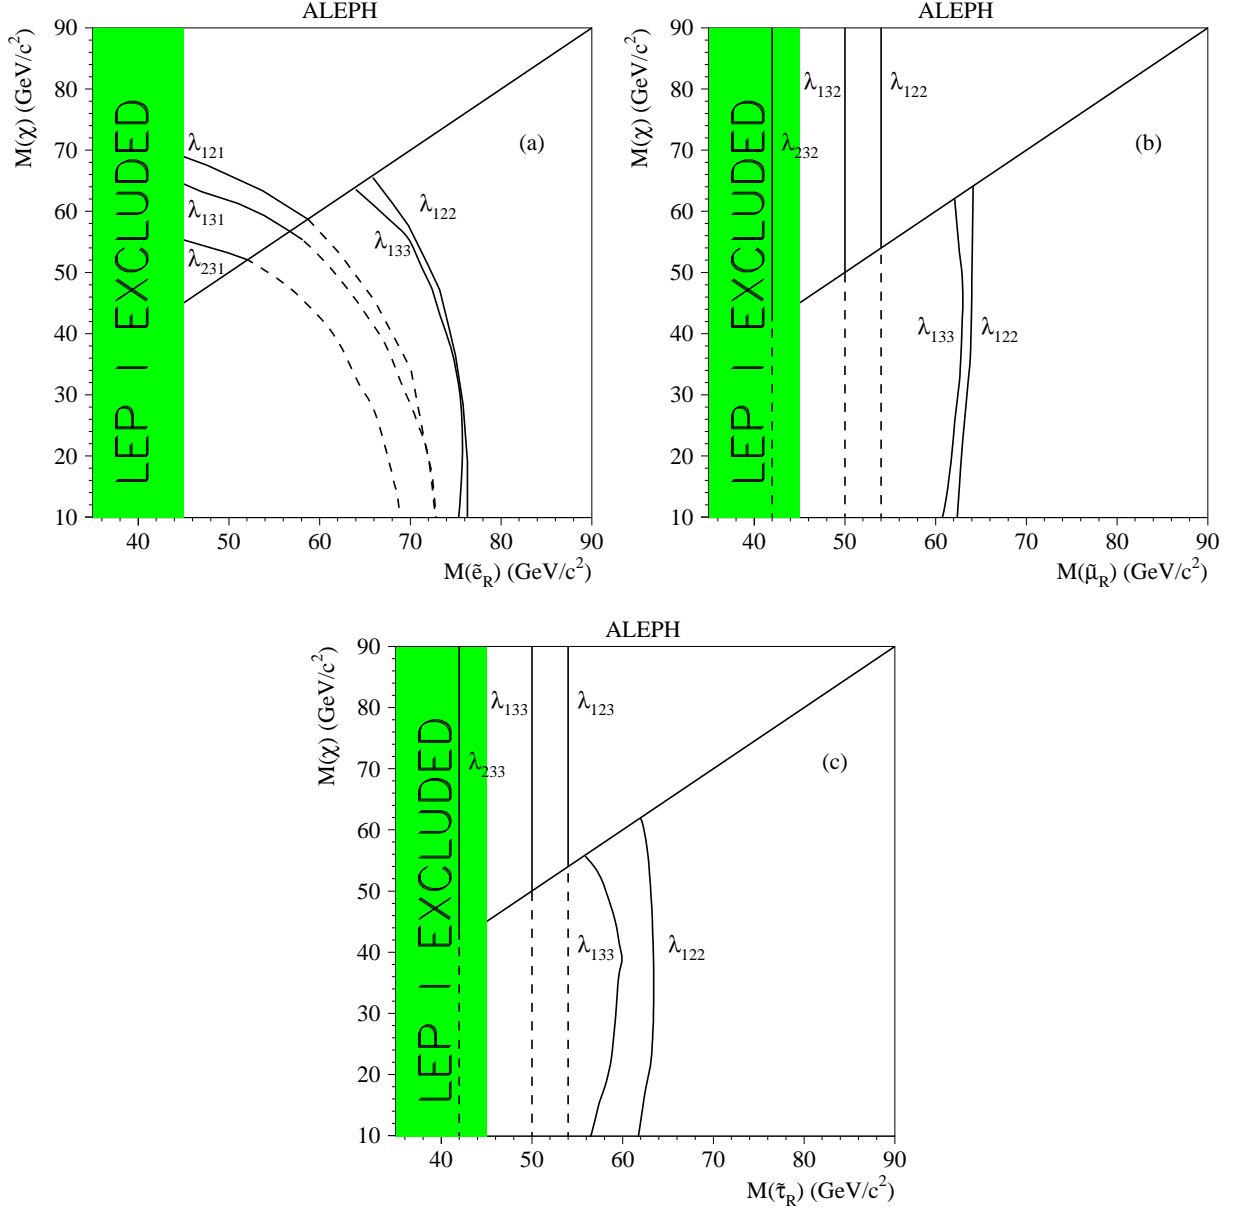 ALEPH
M(χ) (GeV/c²)
90
80
70
60
50
40
30
20
10
LEP I EXCLUDED
λ₁₂₁
λ₁₃₁
λ₂₃₁
λ₁₂₂
λ₁₃₃
(a)
40 50 60 70 80 90
M(ẽ_R) (GeV/c²)
ALEPH
M(χ) (GeV/c²)
90
80
70
60
50
40
30
20
10
LEP I EXCLUDED
λ₁₃₂
λ₁₂₂
λ₂₃₂
(b)
λ₁₃₃
λ₁₂₂
40 50 60 70 80 90
M(μ̃_R) (GeV/c²)
ALEPH
M(χ) (GeV/c²)
90
80
70
60
50
40
30
20
10
LEP I EXCLUDED
λ₁₃₃
λ₁₂₃
λ₂₃₃
(c)
λ₁₃₃
λ₁₂₂
40 50 60 70 80 90
M(τ̃_R) (GeV/c²)